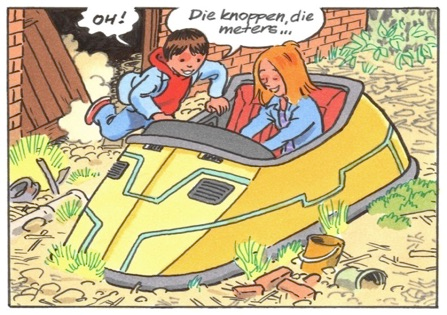 OH!
Die knoppen, die
meters...